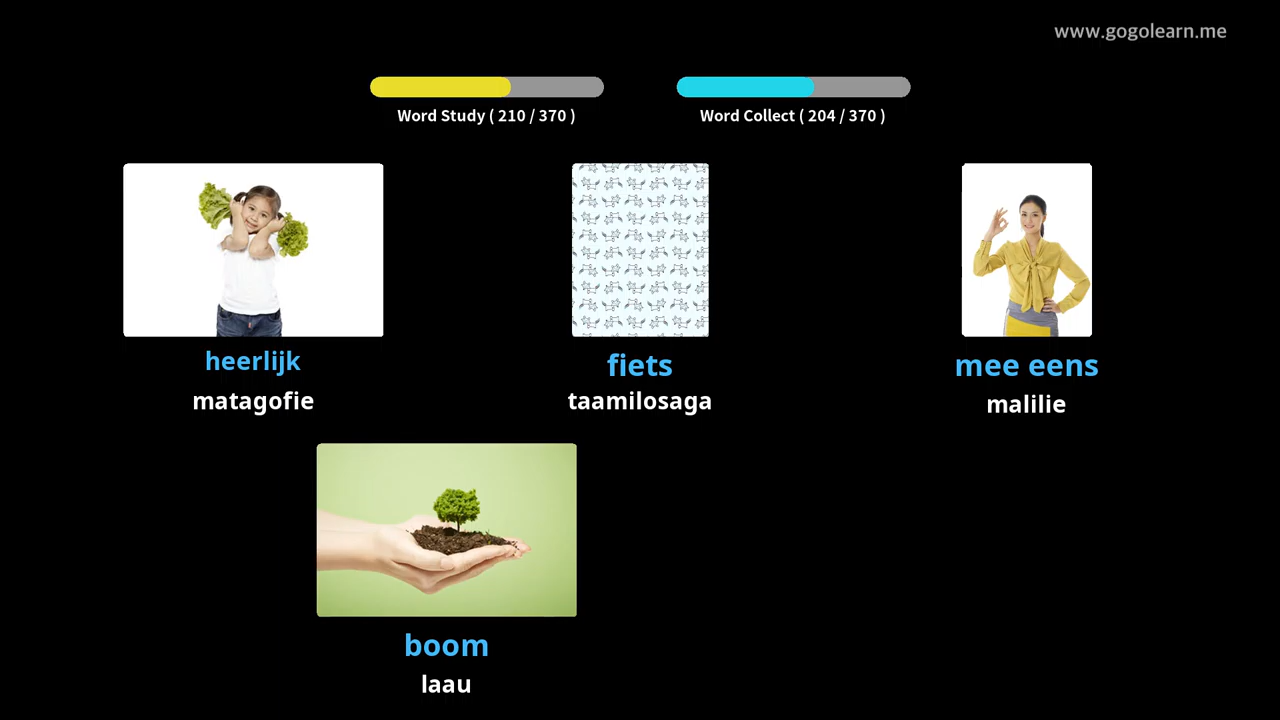 www.gogolearn.me
Word Study ( 210 / 370 )
Word Collect ( 204 / 370 )
heerlijk
matagofie
fiets
taamilosaga
mee eens
malilie
boom
laau